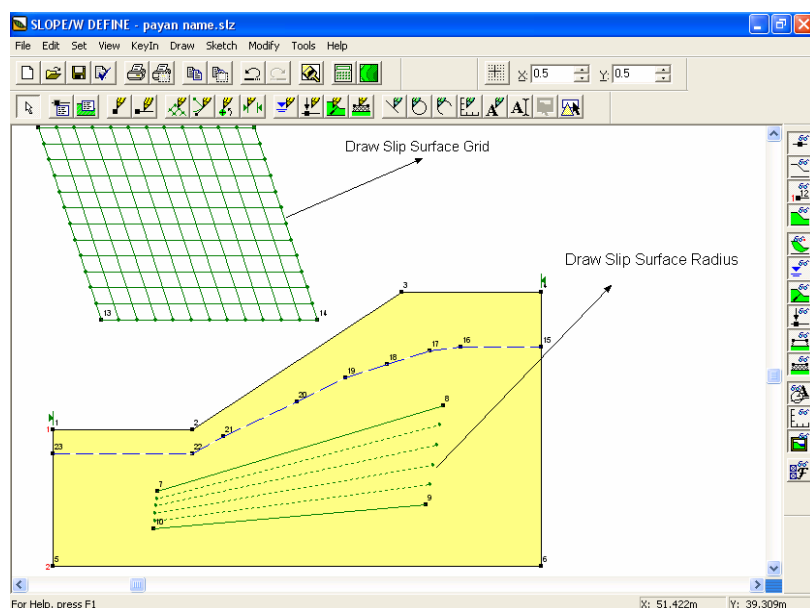 SLOPE/W DEFINE - payan name.slz
File Edit Set View KeyIn Draw Sketch Modify Tools Help
X: 0.5 Y: 0.5
Draw Slip Surface Grid
13 14
Draw Slip Surface Radius
3
17 16 15
18
19
20
8
1 1 2
21
23 22
7
9
10
5 6
2
For Help, press F1 X: 51.422m Y: 39.309m